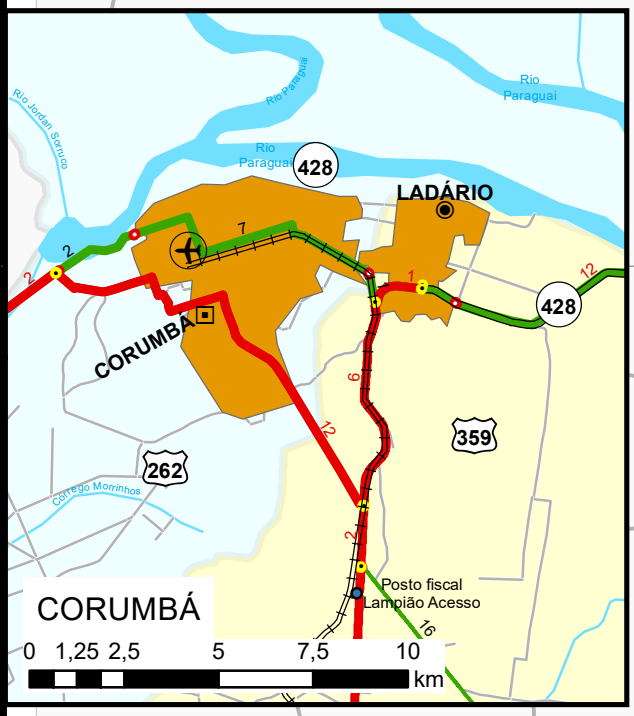 Rio Jordan Sorruco
Rio Paraguai
Rio
Paraguai
Rio
Paraguai
428
LADÁRIO
7
2
2
1
1
12
428
CORUMBÁ
6
12
359
262
Córrego Morrinhos
2
Posto fiscal
Lampião Acesso
16
CORUMBÁ
0 1,25 2,5 5 7,5 10
km